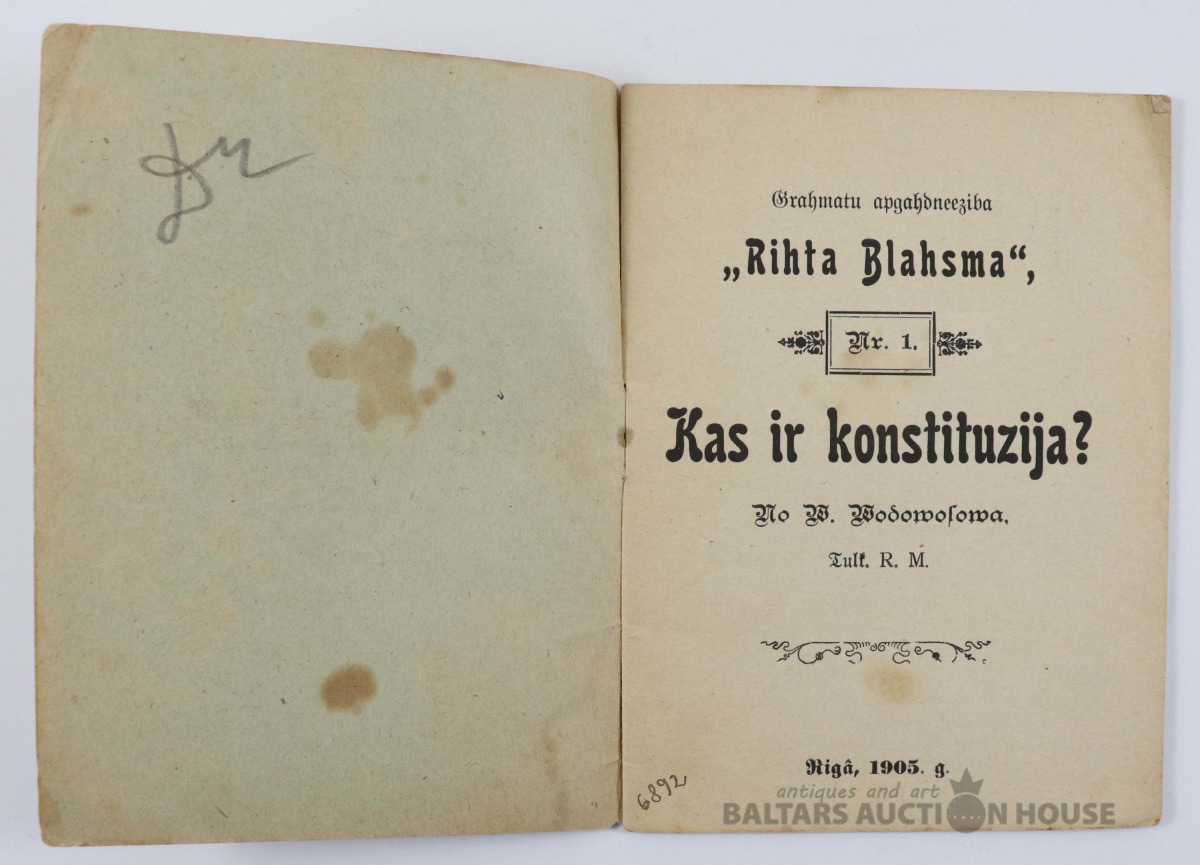 Grahmatu apgahdneeziba
„Rihta Blahsma“,
Nr. 1.
Kas ir konstituzija?
No W. Wodowoſowa.
Tulk. R. M.
Rigâ, 1905. g.
6892
antiques and art
BALTARS AUCTION HOUSE